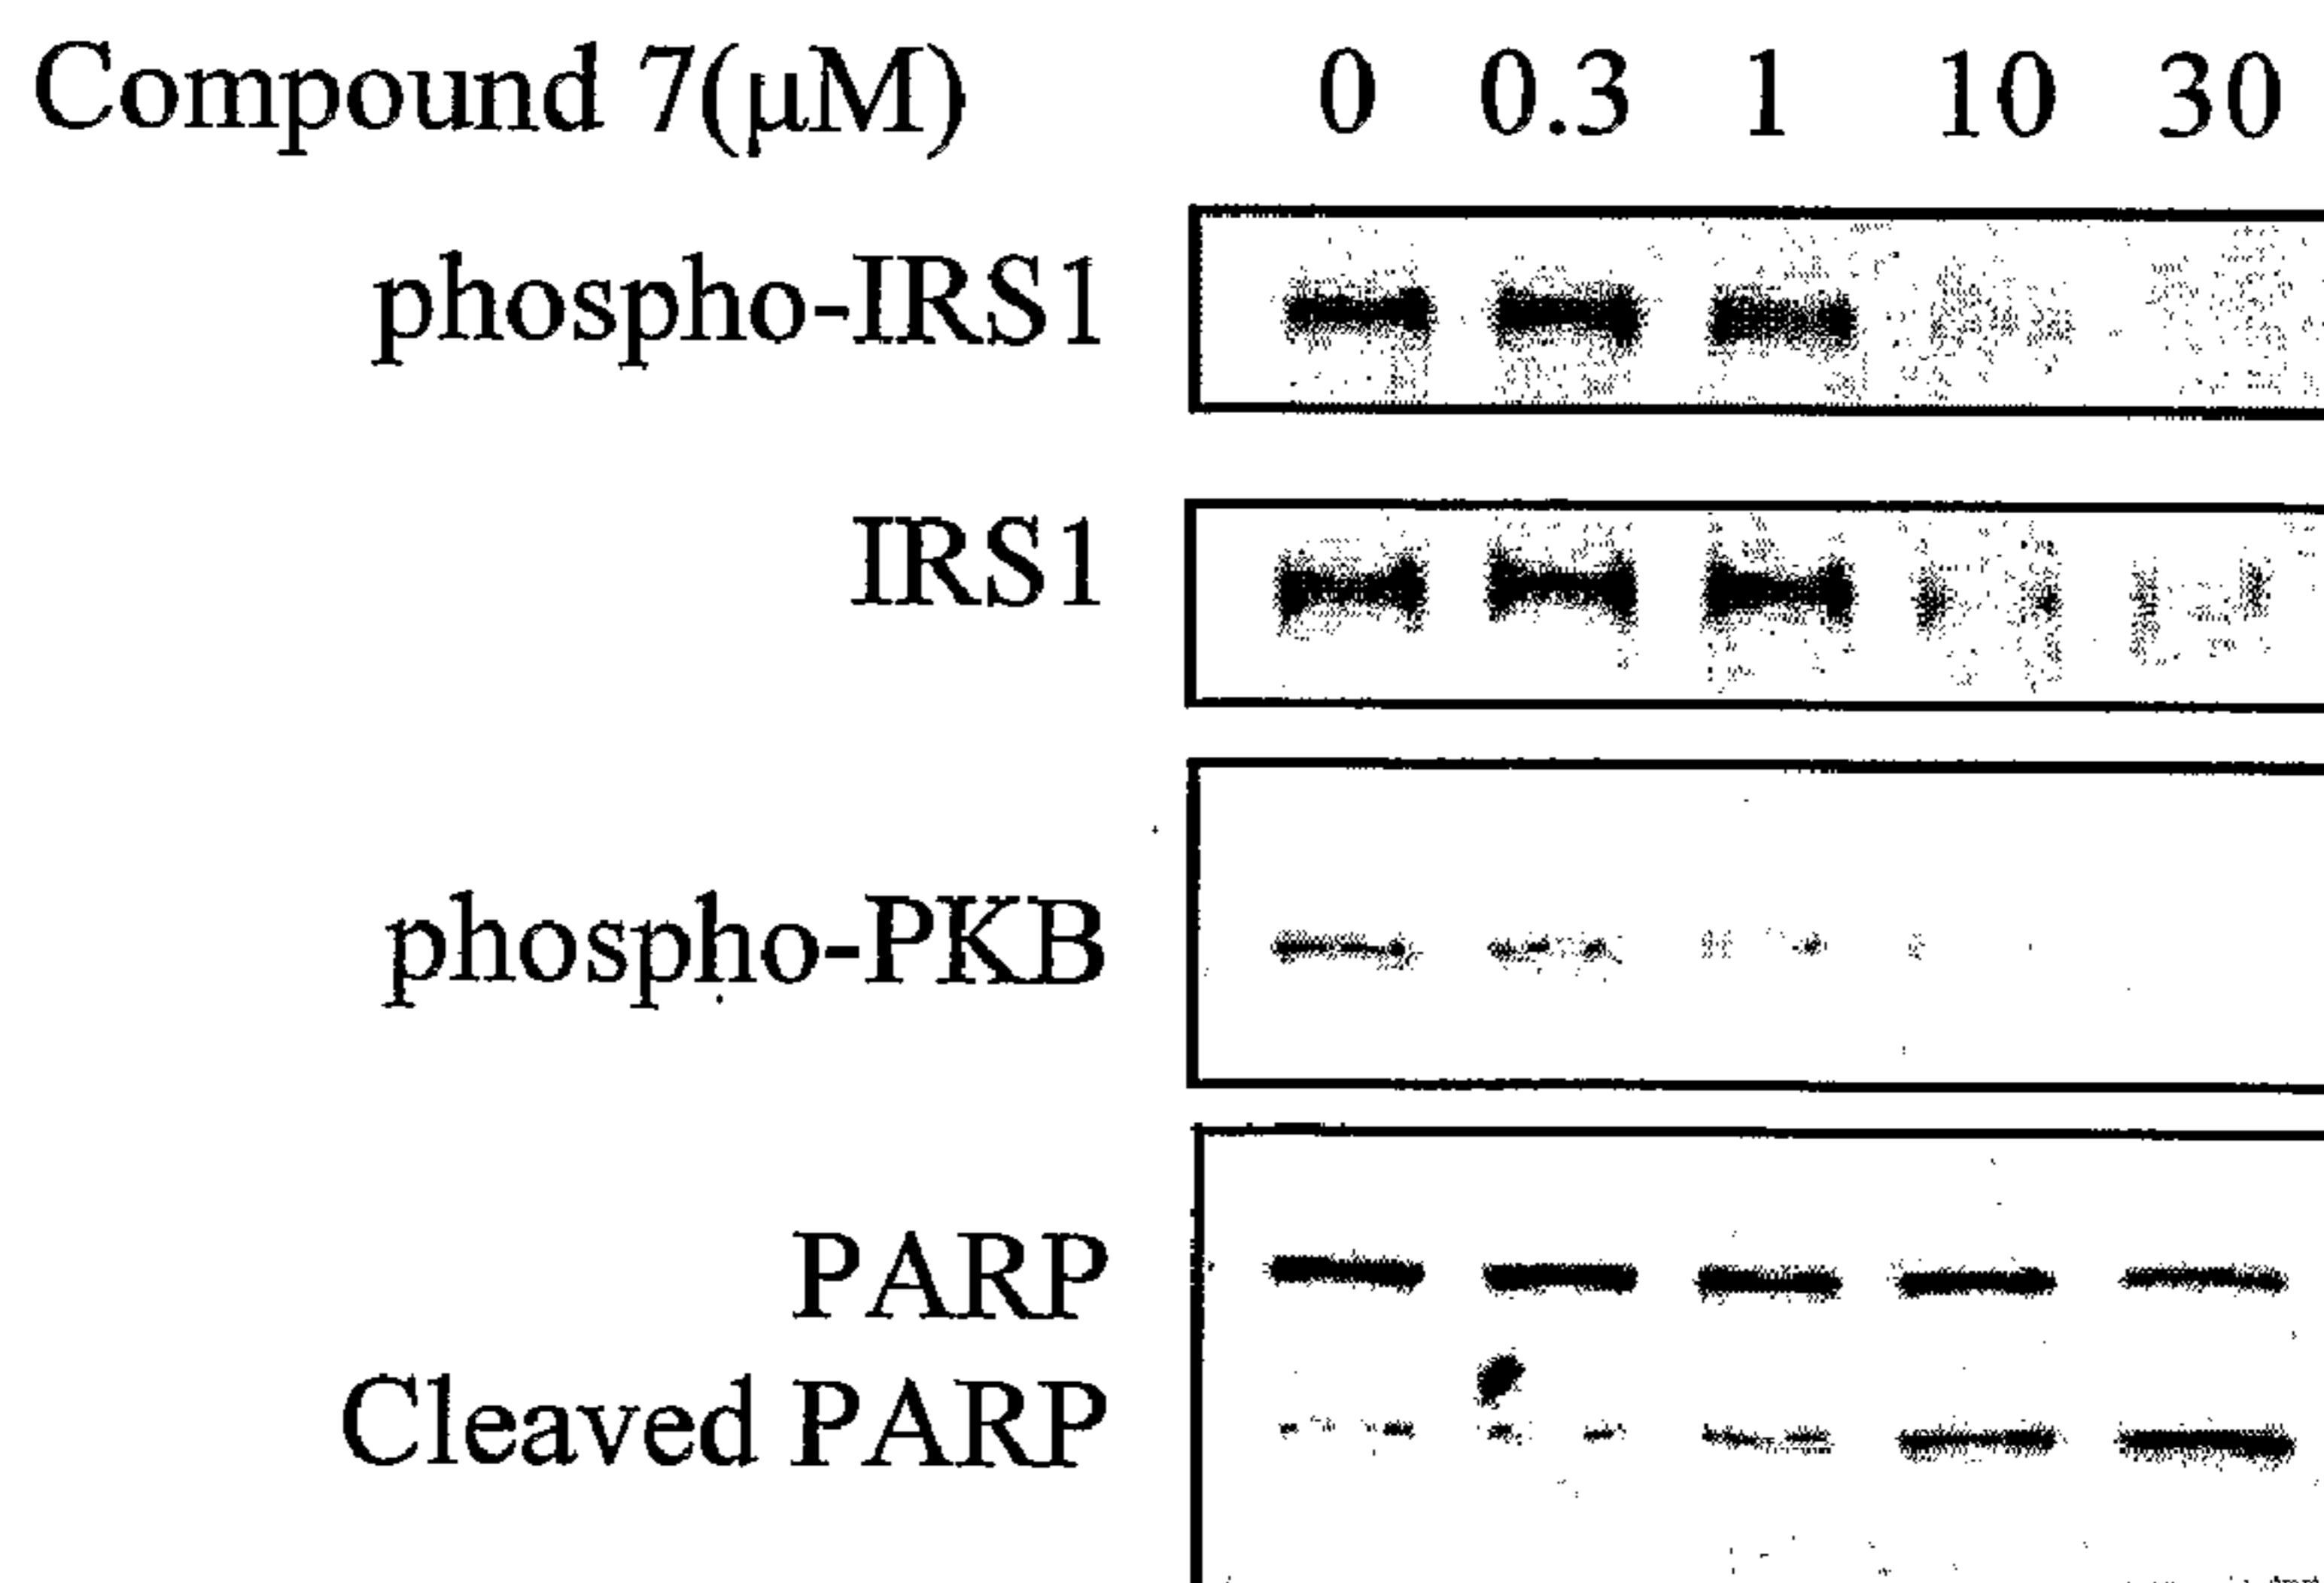 Compound 7(μM) 0 0.3 1 10 30
phospho-IRS1
IRS1
phospho-PKB
PARP
Cleaved PARP